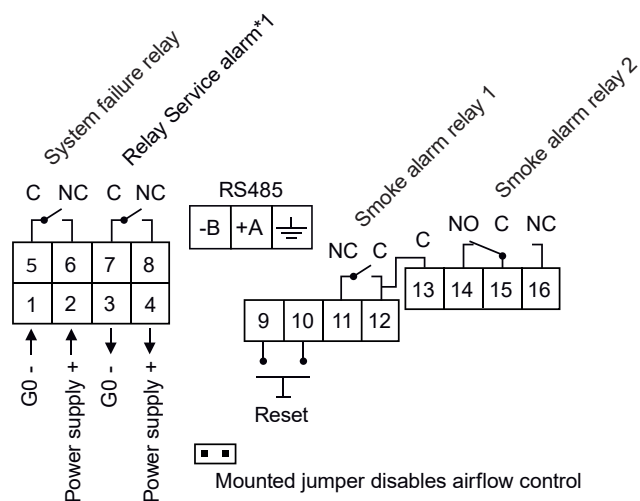 System failure relay
Relay Service alarm*1
Smoke alarm relay 1
Smoke alarm relay 2
C NC C NC
RS485
-B +A
NC C C
NO C NC
5 6 7 8
1 2 3 4
13 14 15 16
9 10 11 12
G0 -
Power supply +
G0 -
Power supply +
Reset
Mounted jumper disables airflow control